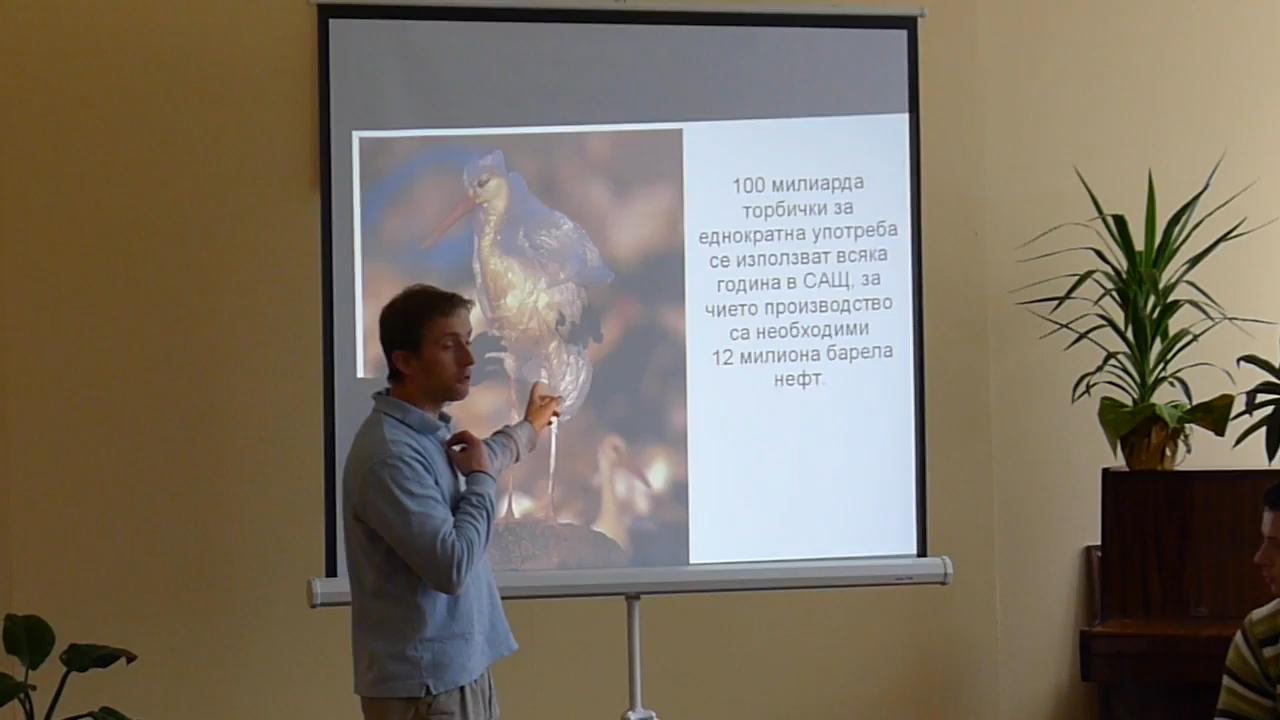 100 милиарда
торбички за
еднократна употреба
се използват всяка
година в САЩ, за
чието производство
са необходими
12 милиона барела
нефт.